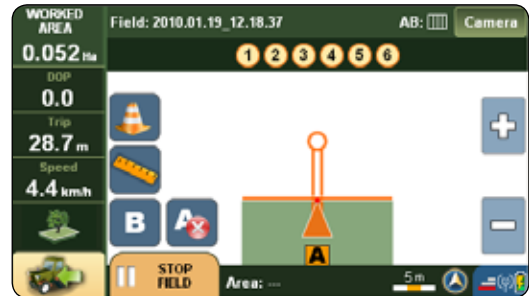 WORKED
AREA
0.052 Ha
DOP
0.0
Trip
28.7 m
Speed
4.4 km/h
Field: 2010.01.19_12.18.37
AB:
Camera
1 2 3 4 5 6
B
A
A
STOP
FIELD
Area: ---
5 m